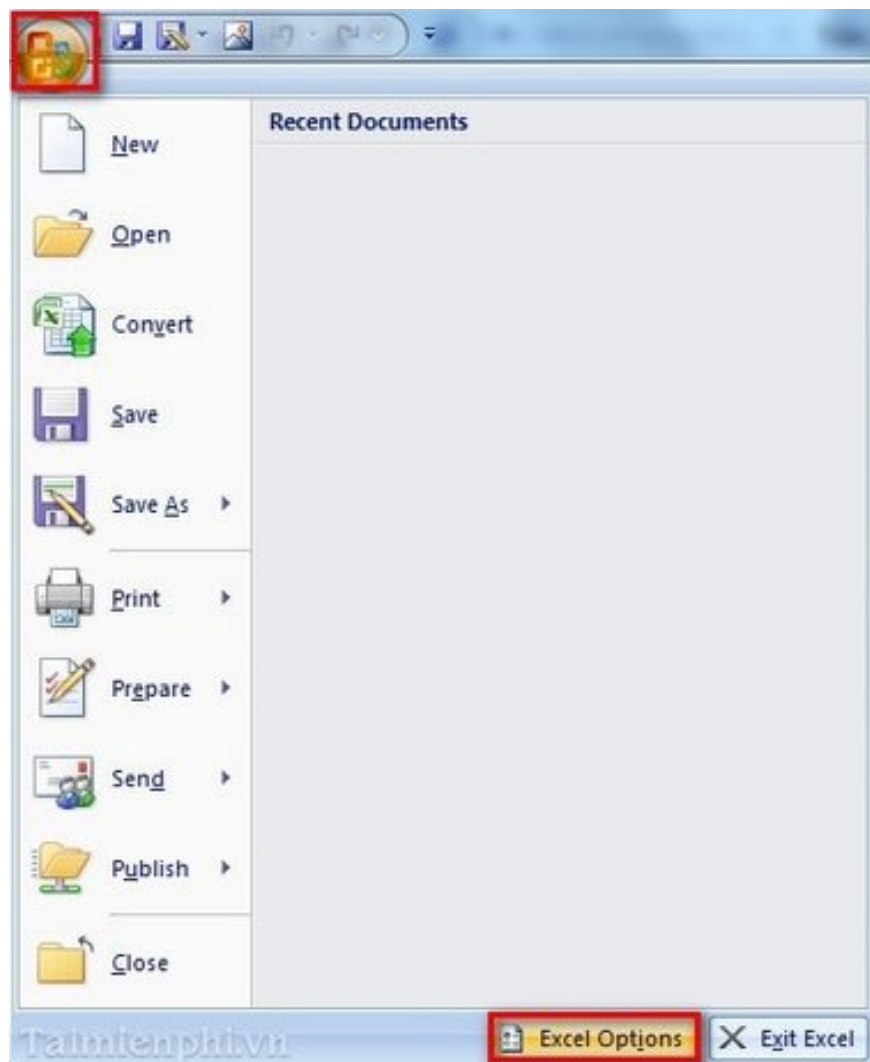 Recent Documents
New
Open
Convert
Save
Save As
Print
Prepare
Send
Publish
Close
Excel Options
Exit Excel
Taimienphi.vn